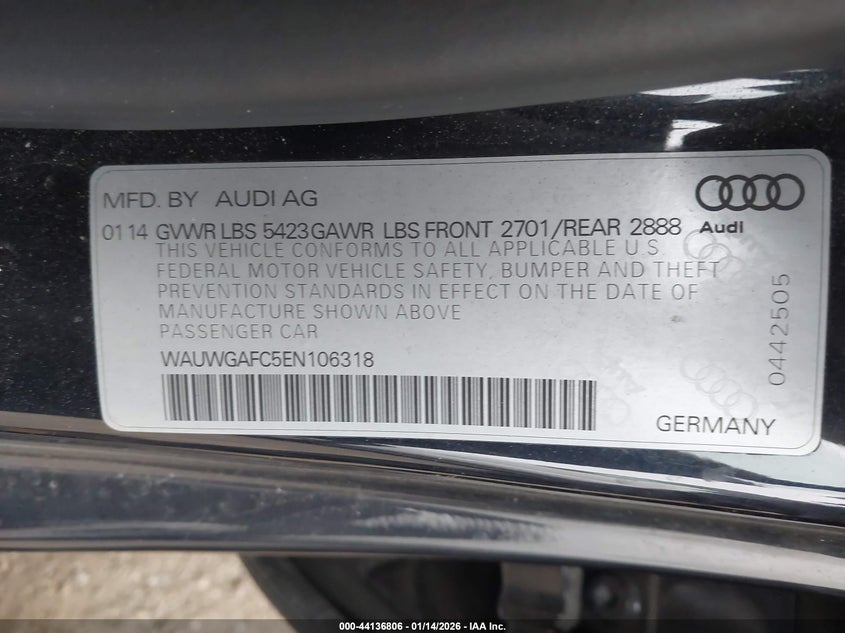 MFD. BY AUDI AG
01 14 GVWR LBS 5423 GAWR LBS FRONT 2701/REAR 2888
Audi
THIS VEHICLE CONFORMS TO ALL APPLICABLE U.S
FEDERAL MOTOR VEHICLE SAFETY, BUMPER AND THEFT
PREVENTION STANDARDS IN EFFECT ON THE DATE OF
MANUFACTURE SHOWN ABOVE
PASSENGER CAR
WAUWGAFC5EN106318
0442505
GERMANY
000-44136806 - 01/14/2026 - IAA Inc.